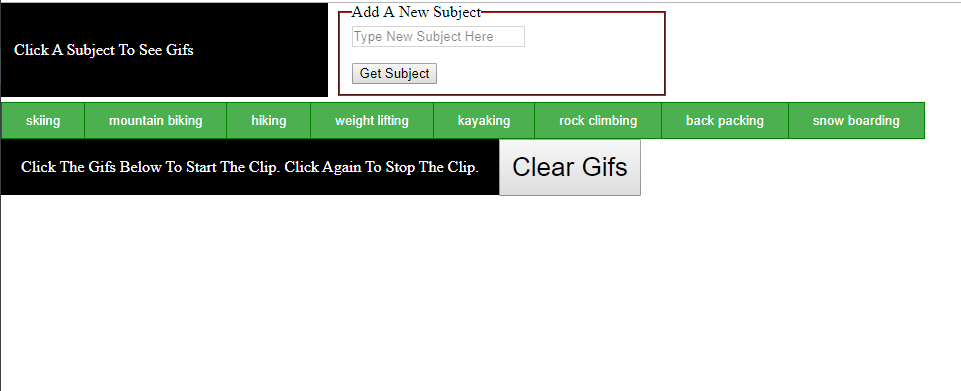 Click A Subject To See Gifs
Add A New Subject
Type New Subject Here
Get Subject
skiing mountain biking hiking weight lifting kayaking rock climbing back packing snow boarding
Click The Gifs Below To Start The Clip. Click Again To Stop The Clip. Clear Gifs